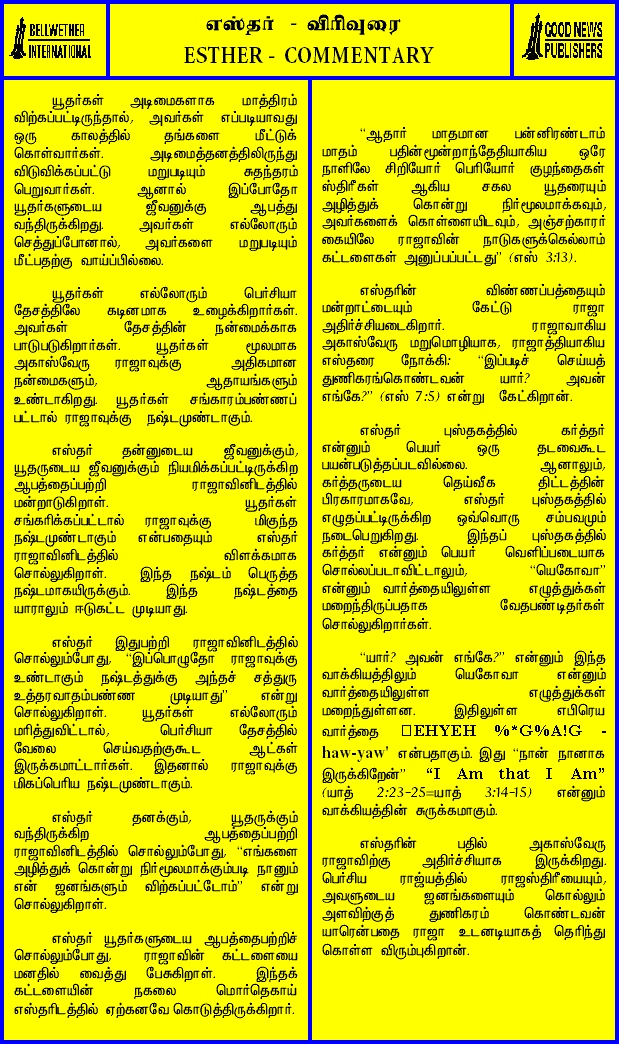 BELLWETHER
INTERNATIONAL
எஸ்தர் - விரிவுரை
ESTHER - COMMENTARY
GOOD NEWS
PUBLISHERS
யூதர்கள் அடிமைகளாக மாத்திரம்
விற்கப்பட்டிருந்தால், அவர்கள் எப்படியாவது
ஒரு காலத்தில் தங்களை மீட்டுக்
கொள்வார்கள். அடிமைத்தனத்திலிருந்து
விடுவிக்கப்பட்டு மறுபடியும் சுதந்தரம்
பெறுவார்கள். ஆனால் இப்போதோ
யூதர்களுடைய ஜீவனுக்கு ஆபத்து
வந்திருக்கிறது. அவர்கள் எல்லோரும்
செத்துப்போனால், அவர்களை மறுபடியும்
மீட்பதற்கு வாய்ப்பில்லை.
யூதர்கள் எல்லோரும் பெர்சியா
தேசத்திலே கடினமாக உழைக்கிறார்கள்.
அவர்கள் தேசத்தின் நன்மைக்காக
பாடுபடுகிறார்கள். யூதர்கள் மூலமாக
அகாஸ்வேரு ராஜாவுக்கு அதிகமான
நன்மைகளும், ஆதாயங்களும்
உண்டாகிறது. யூதர்கள் சங்காரம்பண்ணப்
பட்டால் ராஜாவுக்கு நஷ்டமுண்டாகும்.
எஸ்தர் தன்னுடைய ஜீவனுக்கும்,
யூதருடைய ஜீவனுக்கும் நியமிக்கப்பட்டிருக்கிற
ஆபத்தைப்பற்றி ராஜாவினிடத்தில்
மன்றாடுகிறாள். யூதர்கள்
சங்கரிக்கப்பட்டால் ராஜாவுக்கு மிகுந்த
நஷ்டமுண்டாகும் என்பதையும் எஸ்தர்
ராஜாவினிடத்தில் விளக்கமாக
சொல்லுகிறாள். இந்த நஷ்டம் பெருத்த
நஷ்டமாகயிருக்கும். இந்த நஷ்டத்தை
யாராலும் ஈடுகட்ட முடியாது.
எஸ்தர் இதுபற்றி ராஜாவினிடத்தில்
சொல்லும்போது, “இப்பொழுதோ ராஜாவுக்கு
உண்டாகும் நஷ்டத்துக்கு அந்தச் சத்துரு
உத்தரவாதம்பண்ண முடியாது” என்று
சொல்லுகிறாள். யூதர்கள் எல்லோரும்
மரித்துவிட்டால், பெர்சியா தேசத்தில்
வேலை செய்வதற்குகூட ஆட்கள்
இருக்கமாட்டார்கள். இதனால் ராஜாவுக்கு
மிகப்பெரிய நஷ்டமுண்டாகும்.
எஸ்தர் தனக்கும், யூதருக்கும்
வந்திருக்கிற ஆபத்தைப்பற்றி
ராஜாவினிடத்தில் சொல்லும்போது, “எங்களை
அழித்துக் கொன்று நிர்மூலமாக்கும்படி நானும்
என் ஜனங்களும் விற்கப்பட்டோம்” என்று
சொல்லுகிறாள்.
எஸ்தர் யூதர்களுடைய ஆபத்தைபற்றிச்
சொல்லும்போது, ராஜாவின் கட்டளையை
மனதில் வைத்து பேசுகிறாள். இந்தக்
கட்டளையின் நகலை மொர்தெகாய்
எஸ்தரிடத்தில் ஏற்கனவே கொடுத்திருக்கிறார்.
“ஆதார் மாதமான பன்னிரண்டாம்
மாதம் பதின்மூன்றாந்தேதியாகிய ஒரே
நாளிலே சிறியோர் பெரியோர் குழந்தைகள்
ஸ்திரீகள் ஆகிய சகல யூதரையும்
அழித்துக் கொன்று நிர்மூலமாக்கவும்,
அவர்களைக் கொள்ளையிடவும், அஞ்சற்காரர்
கையிலே ராஜாவின் நாடுகளுக்கெல்லாம்
கட்டளைகள் அனுப்பப்பட்டது” (எஸ் 3:13).
எஸ்தரின் விண்ணப்பத்தையும்
மன்றாட்டையும் கேட்டு ராஜா
அதிர்ச்சியடைகிறார். ராஜாவாகிய
அகாஸ்வேரு மறுமொழியாக, ராஜாத்தியாகிய
எஸ்தரை நோக்கி: “இப்படிச் செய்யத்
துணிகரங்கொண்டவன் யார்? அவன்
எங்கே?” (எஸ் 7:5) என்று கேட்கிறான்.
எஸ்தர் புஸ்தகத்தில் கர்த்தர்
என்னும் பெயர் ஒரு தடவைகூட
பயன்படுத்தப்படவில்லை. ஆனாலும்,
கர்த்தருடைய தெய்வீக திட்டத்தின்
பிரகாரமாகவே, எஸ்தர் புஸ்தகத்தில்
எழுதப்பட்டிருக்கிற ஒவ்வொரு சம்பவமும்
நடைபெறுகிறது. இந்தப் புஸ்தகத்தில்
கர்த்தர் என்னும் பெயர் வெளிப்படையாக
சொல்லப்படாவிட்டாலும், “யெகோவா”
என்னும் வார்த்தையிலுள்ள எழுத்துக்கள்
மறைந்திருப்பதாக வேதபண்டிதர்கள்
சொல்லுகிறார்கள்.
“யார்? அவன் எங்கே?” என்னும் இந்த
வாக்கியத்திலும் யெகோவா என்னும்
வார்த்தையிலுள்ள எழுத்துக்கள்
மறைந்துள்ளன. இதிலுள்ள எபிரெய
வார்த்தை □EHYEH %*G%A!G -
haw-yaw' என்பதாகும். இது “நான் நானாக
இருக்கிறேன்” “I Am that I Am”
(யாத் 2:23-25=யாத் 3:14-15) என்னும்
வாக்கியத்தின் சுருக்கமாகும்.
எஸ்தரின் பதில் அகாஸ்வேரு
ராஜாவிற்கு அதிர்ச்சியாக இருக்கிறது.
பெர்சிய ராஜ்யத்தில் ராஜஸ்திரீயையும்,
அவளுடைய ஜனங்களையும் கொல்லும்
அளவிற்குத் துணிகரம் கொண்டவன்
யாரென்பதை ராஜா உடனடியாகத் தெரிந்து
கொள்ள விரும்புகிறான்.